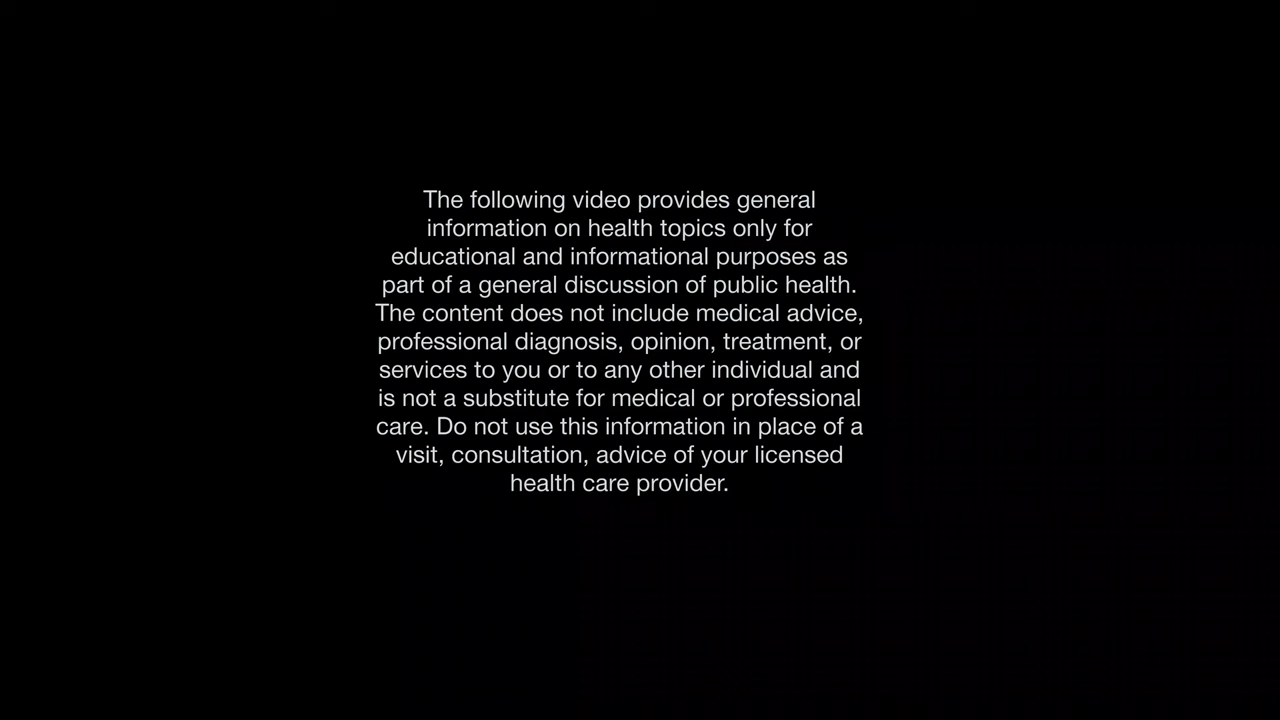 The following video provides general
information on health topics only for
educational and informational purposes as
part of a general discussion of public health.
The content does not include medical advice,
professional diagnosis, opinion, treatment, or
services to you or to any other individual and
is not a substitute for medical or professional
care. Do not use this information in place of a
visit, consultation, advice of your licensed
health care provider.